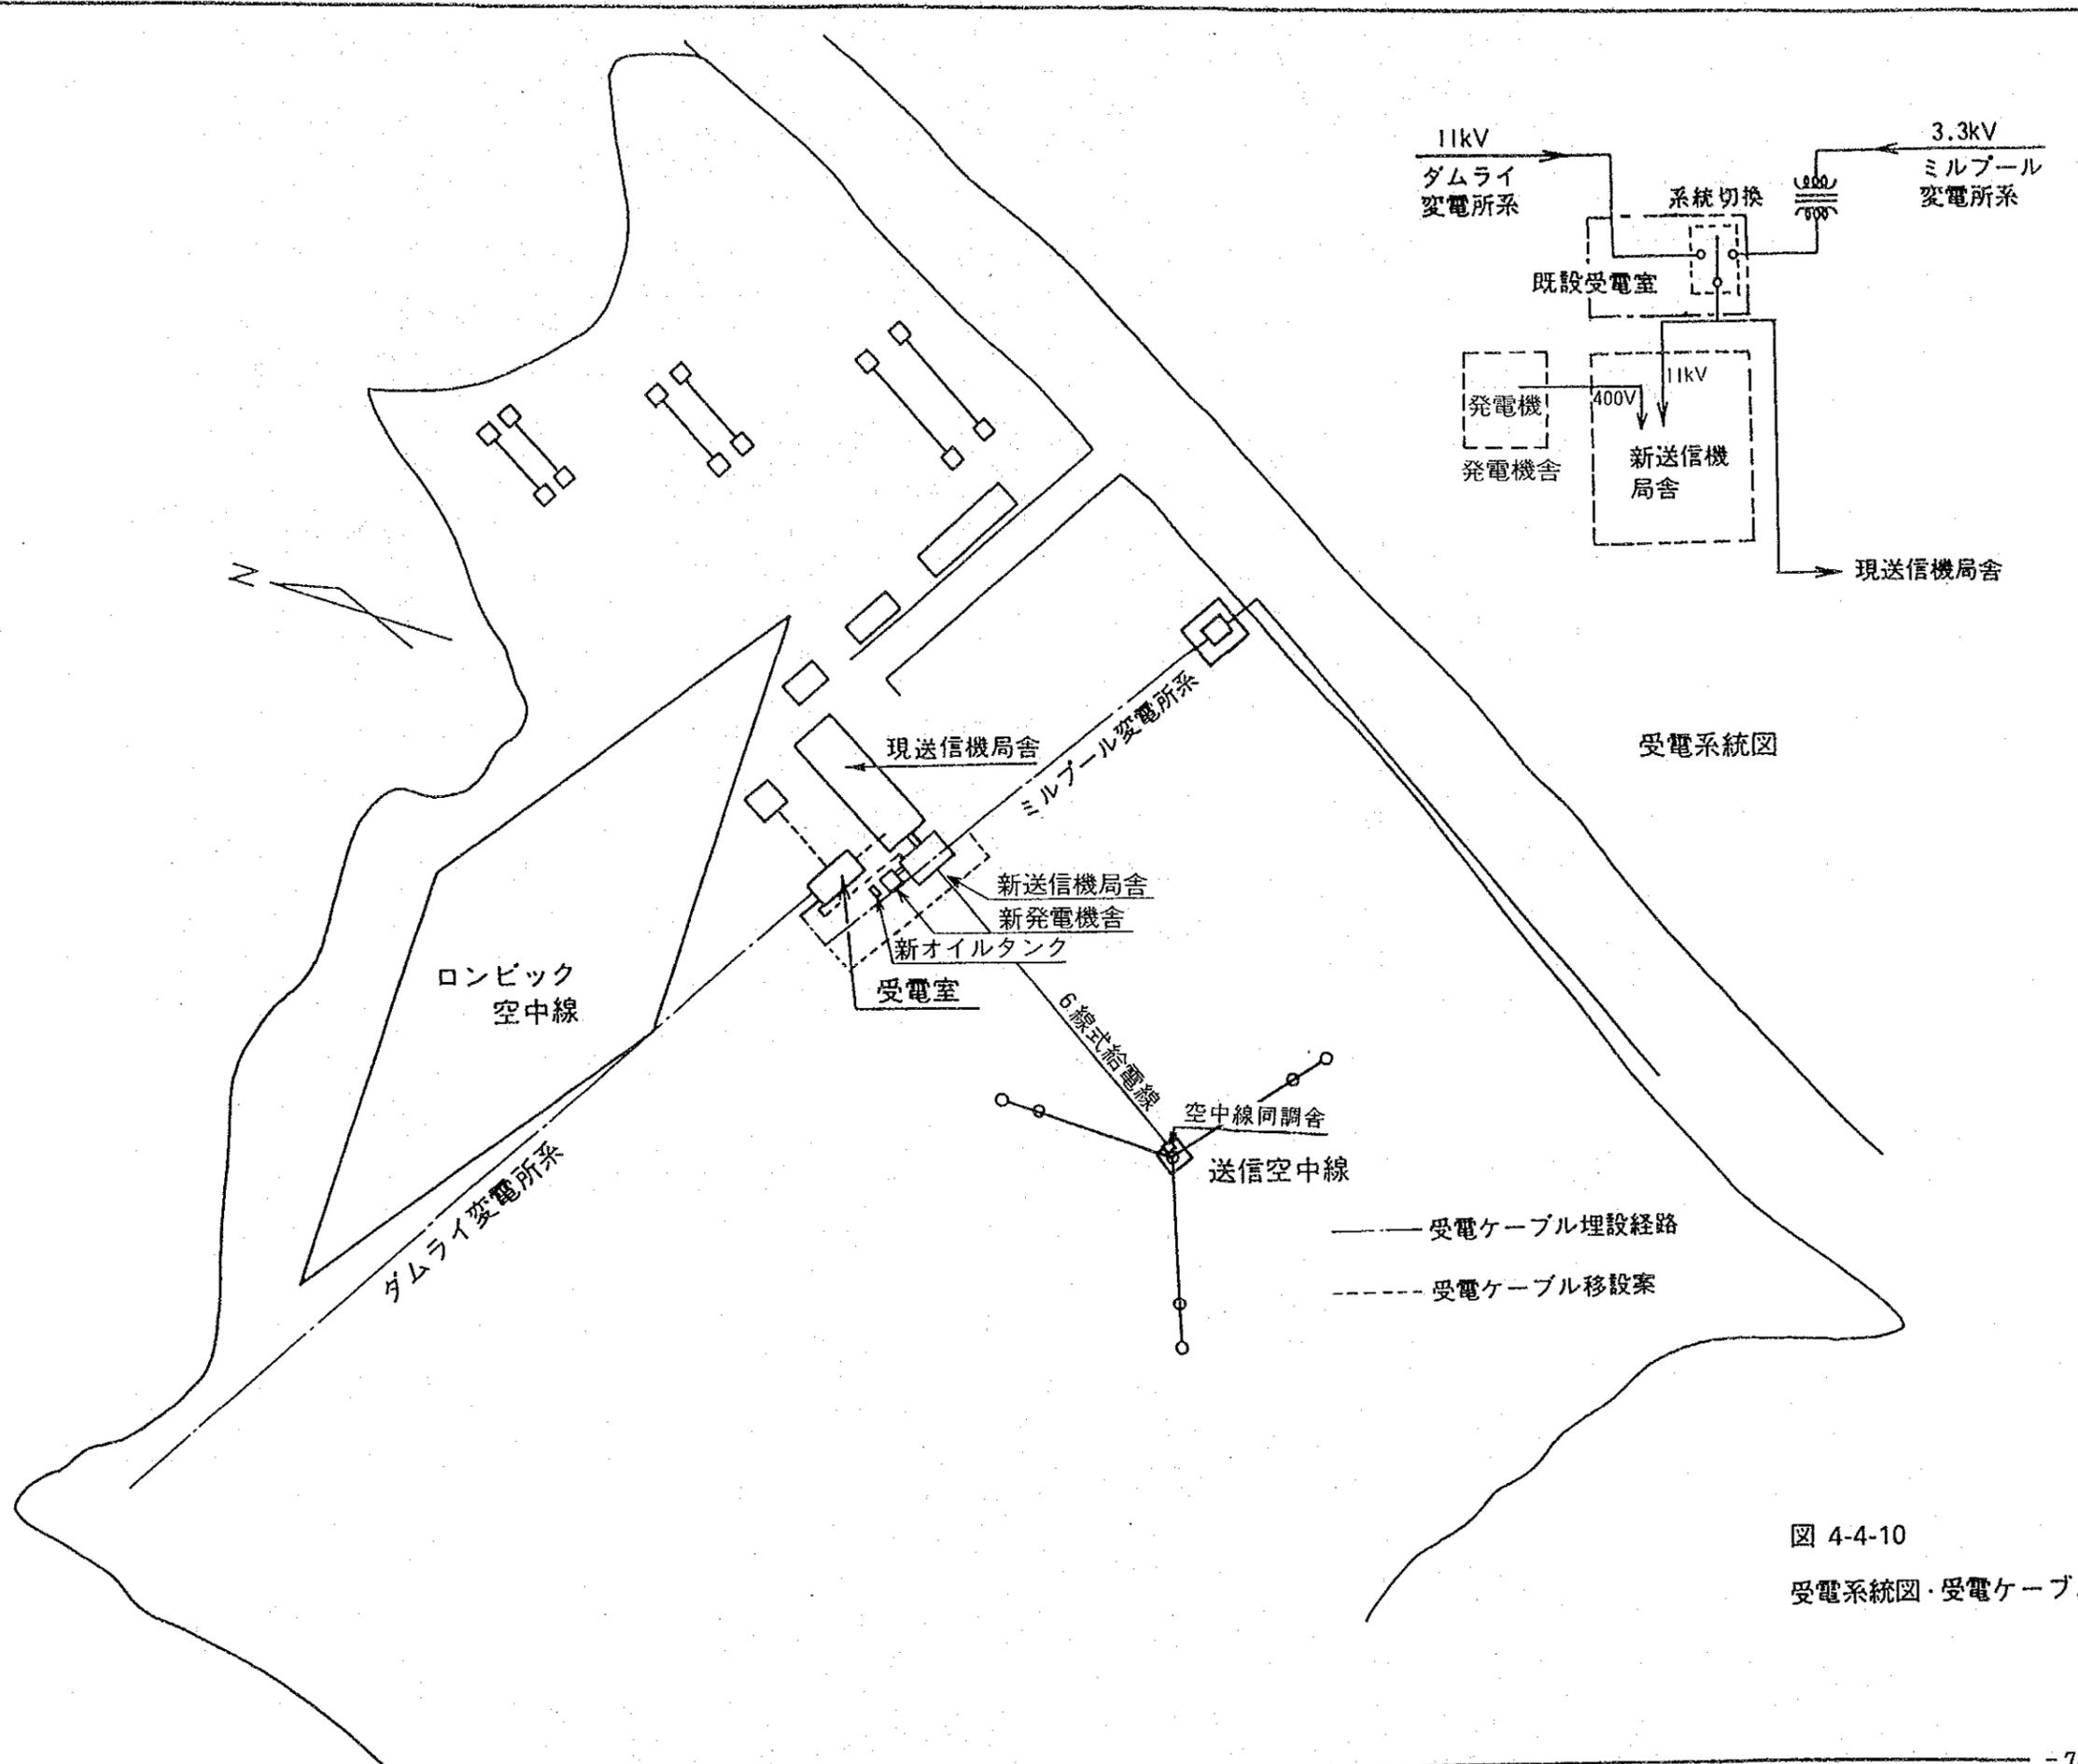 11kV
ダムライ
変電所系
3.3kV
ミルプール
変電所系
系統切換
既設受電室
11kV
400V
発電機
発電機舎
新送信機
局舎
現送信機局舎
受電系統図
N
現送信機局舎
ミルプール変電所系
新送信機局舎
新発電機舎
新オイルタンク
受電室
ロンビック
空中線
6線式給電線
空中線同調舎
送信空中線
ダムライ変電所系
受電ケーブル埋設経路
受電ケーブル移設案
図 4-4-10
受電系統図・受電ケーブ
-7